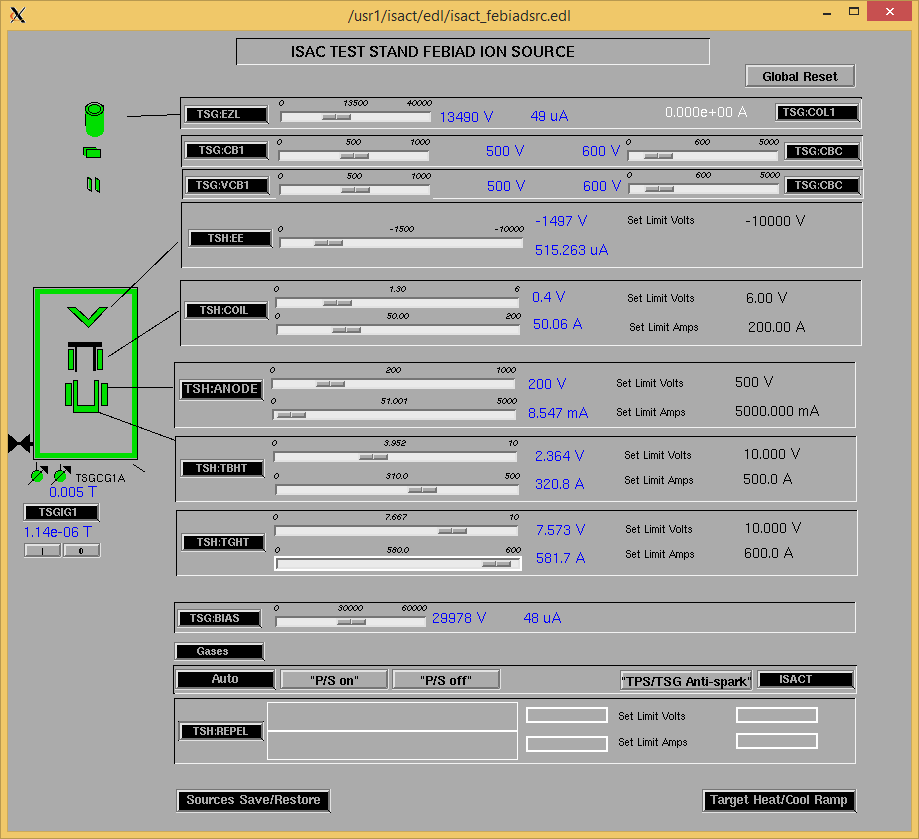 /usr1/isact/edl/isact_febiadsrc.edl
ISAC TEST STAND FEBIAD ION SOURCE
Global Reset
TSG:EZL 0 13500 40000 13490 V 49 uA 0.000e+00 A TSG:COL1
TSG:CB1 0 500 1000 500 V 600 V 0 600 5000 TSG:CBC
TSG:VCB1 0 500 1000 500 V 600 V 0 600 5000 TSG:CBC
TSH:EE 0 -1500 -10000 -1497 V Set Limit Volts -10000 V
515.263 uA
TSH:COIL 0 1.30 6 0.4 V Set Limit Volts 6.00 V
0 50.00 200 50.06 A Set Limit Amps 200.00 A
TSH:ANODE 0 200 1000 200 V Set Limit Volts 500 V
0 51.001 5000 8.547 mA Set Limit Amps 5000.000 mA
TSH:TBHT 0 3.952 10 2.364 V Set Limit Volts 10.000 V
0 310.0 500 320.8 A Set Limit Amps 500.0 A
TSGCG1A
0.005 T
TSGIG1
1.14e-06 T
I 0
TSH:TGHT 0 7.667 10 7.573 V Set Limit Volts 10.000 V
0 580.0 600 581.7 A Set Limit Amps 600.0 A
TSG:BIAS 0 30000 60000 29978 V 48 uA
Gases
Auto "P/S on" "P/S off" "TPS/TSG Anti-spark" ISACT
TSH:REPEL Set Limit Volts
Set Limit Amps
Sources Save/Restore Target Heat/Cool Ramp